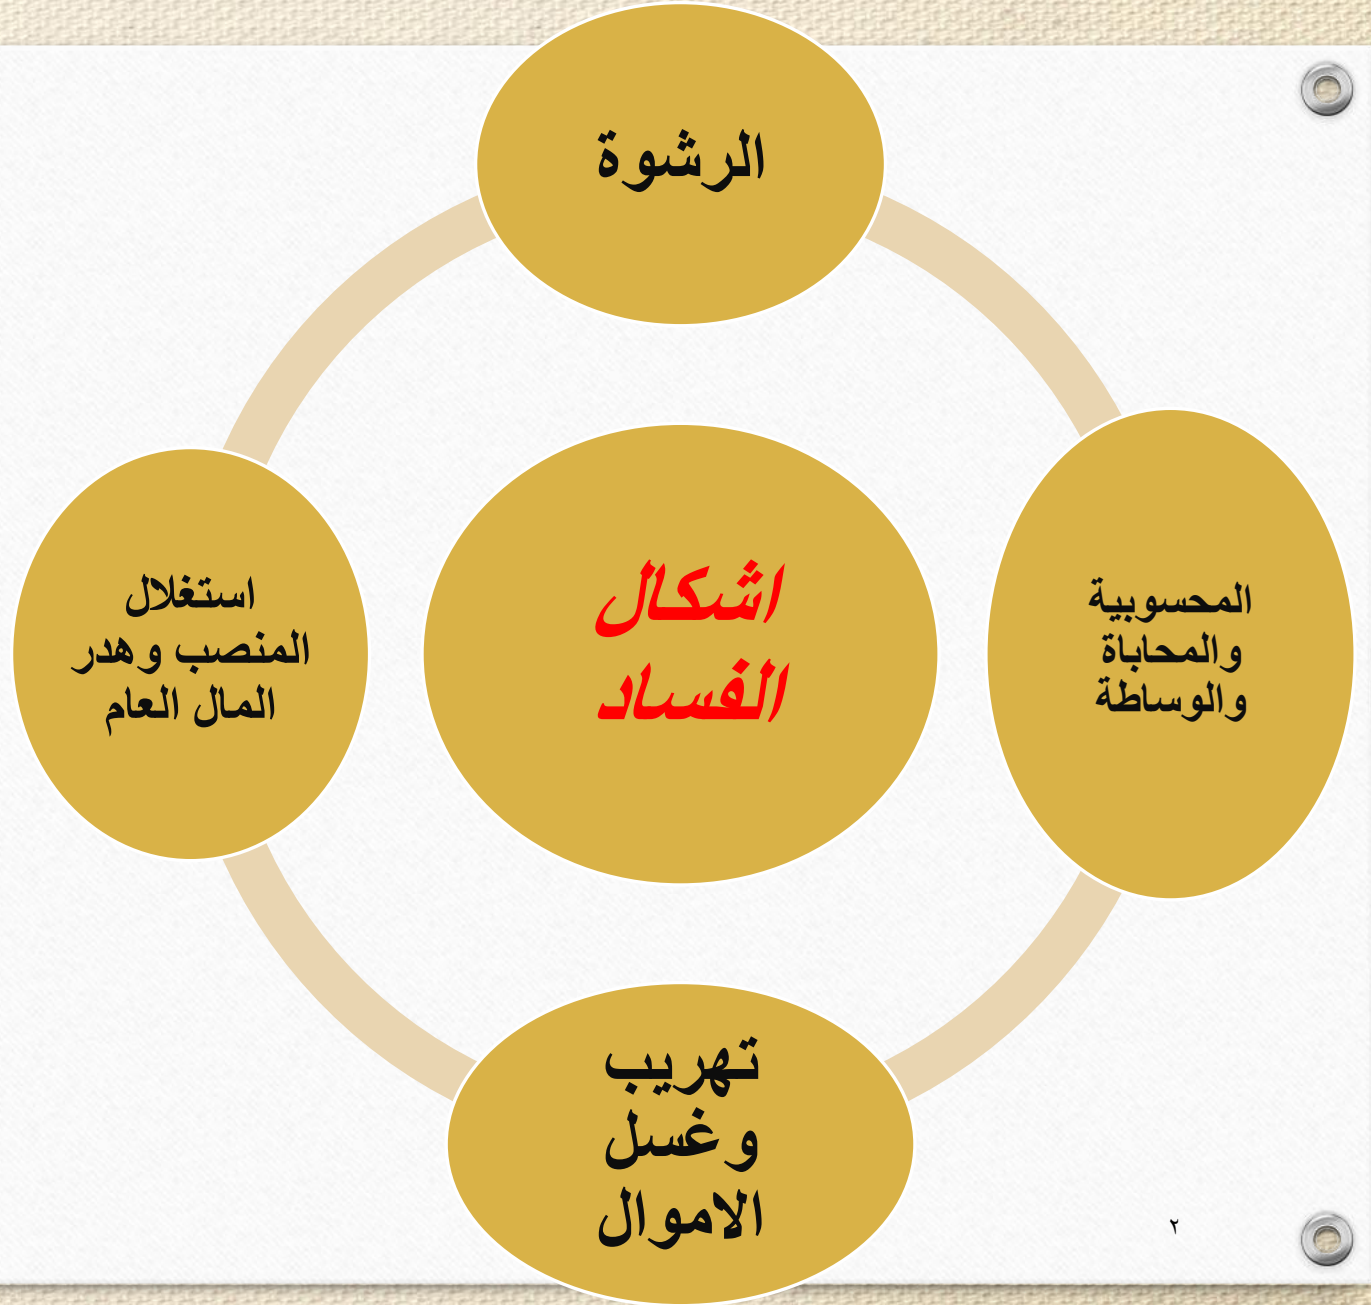 الرشوة
المحسوبية
والمحاباة
والوساطة
اشكال
الفساد
استغلال
المنصب وهدر
المال العام
تهريب
وغسل
الاموال
٢